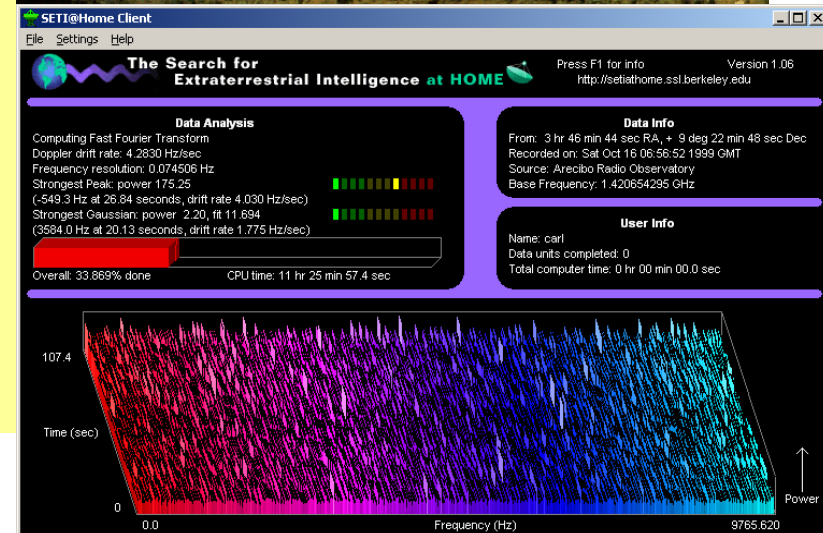 SETI@Home Client
File Settings Help
The Search for
Extraterrestrial Intelligence at HOME
Press F1 for info Version 1.06
http://setiathome.ssl.berkeley.edu
Data Analysis
Computing Fast Fourier Transform
Doppler drift rate: 4.2830 Hz/sec
Frequency resolution: 0.074506 Hz
Strongest Peak: power 175.25
(-549.3 Hz at 26.84 seconds, drift rate 4.030 Hz/sec)
Strongest Gaussian: power 2.20, fit 11.694
(3584.0 Hz at 20.13 seconds, drift rate 1.775 Hz/sec)
Overall: 33.869% done CPU time: 11 hr 25 min 57.4 sec
Data Info
From: 3 hr 46 min 44 sec RA, + 9 deg 22 min 48 sec Dec
Recorded on: Sat Oct 16 06:56:52 1999 GMT
Source: Arecibo Radio Observatory
Base Frequency: 1.420654295 GHz
User Info
Name: carl
Data units completed: 0
Total computer time: 0 hr 00 min 00.0 sec
107.4
Time (sec)
0
Power
0.0 Frequency (Hz) 9765.620